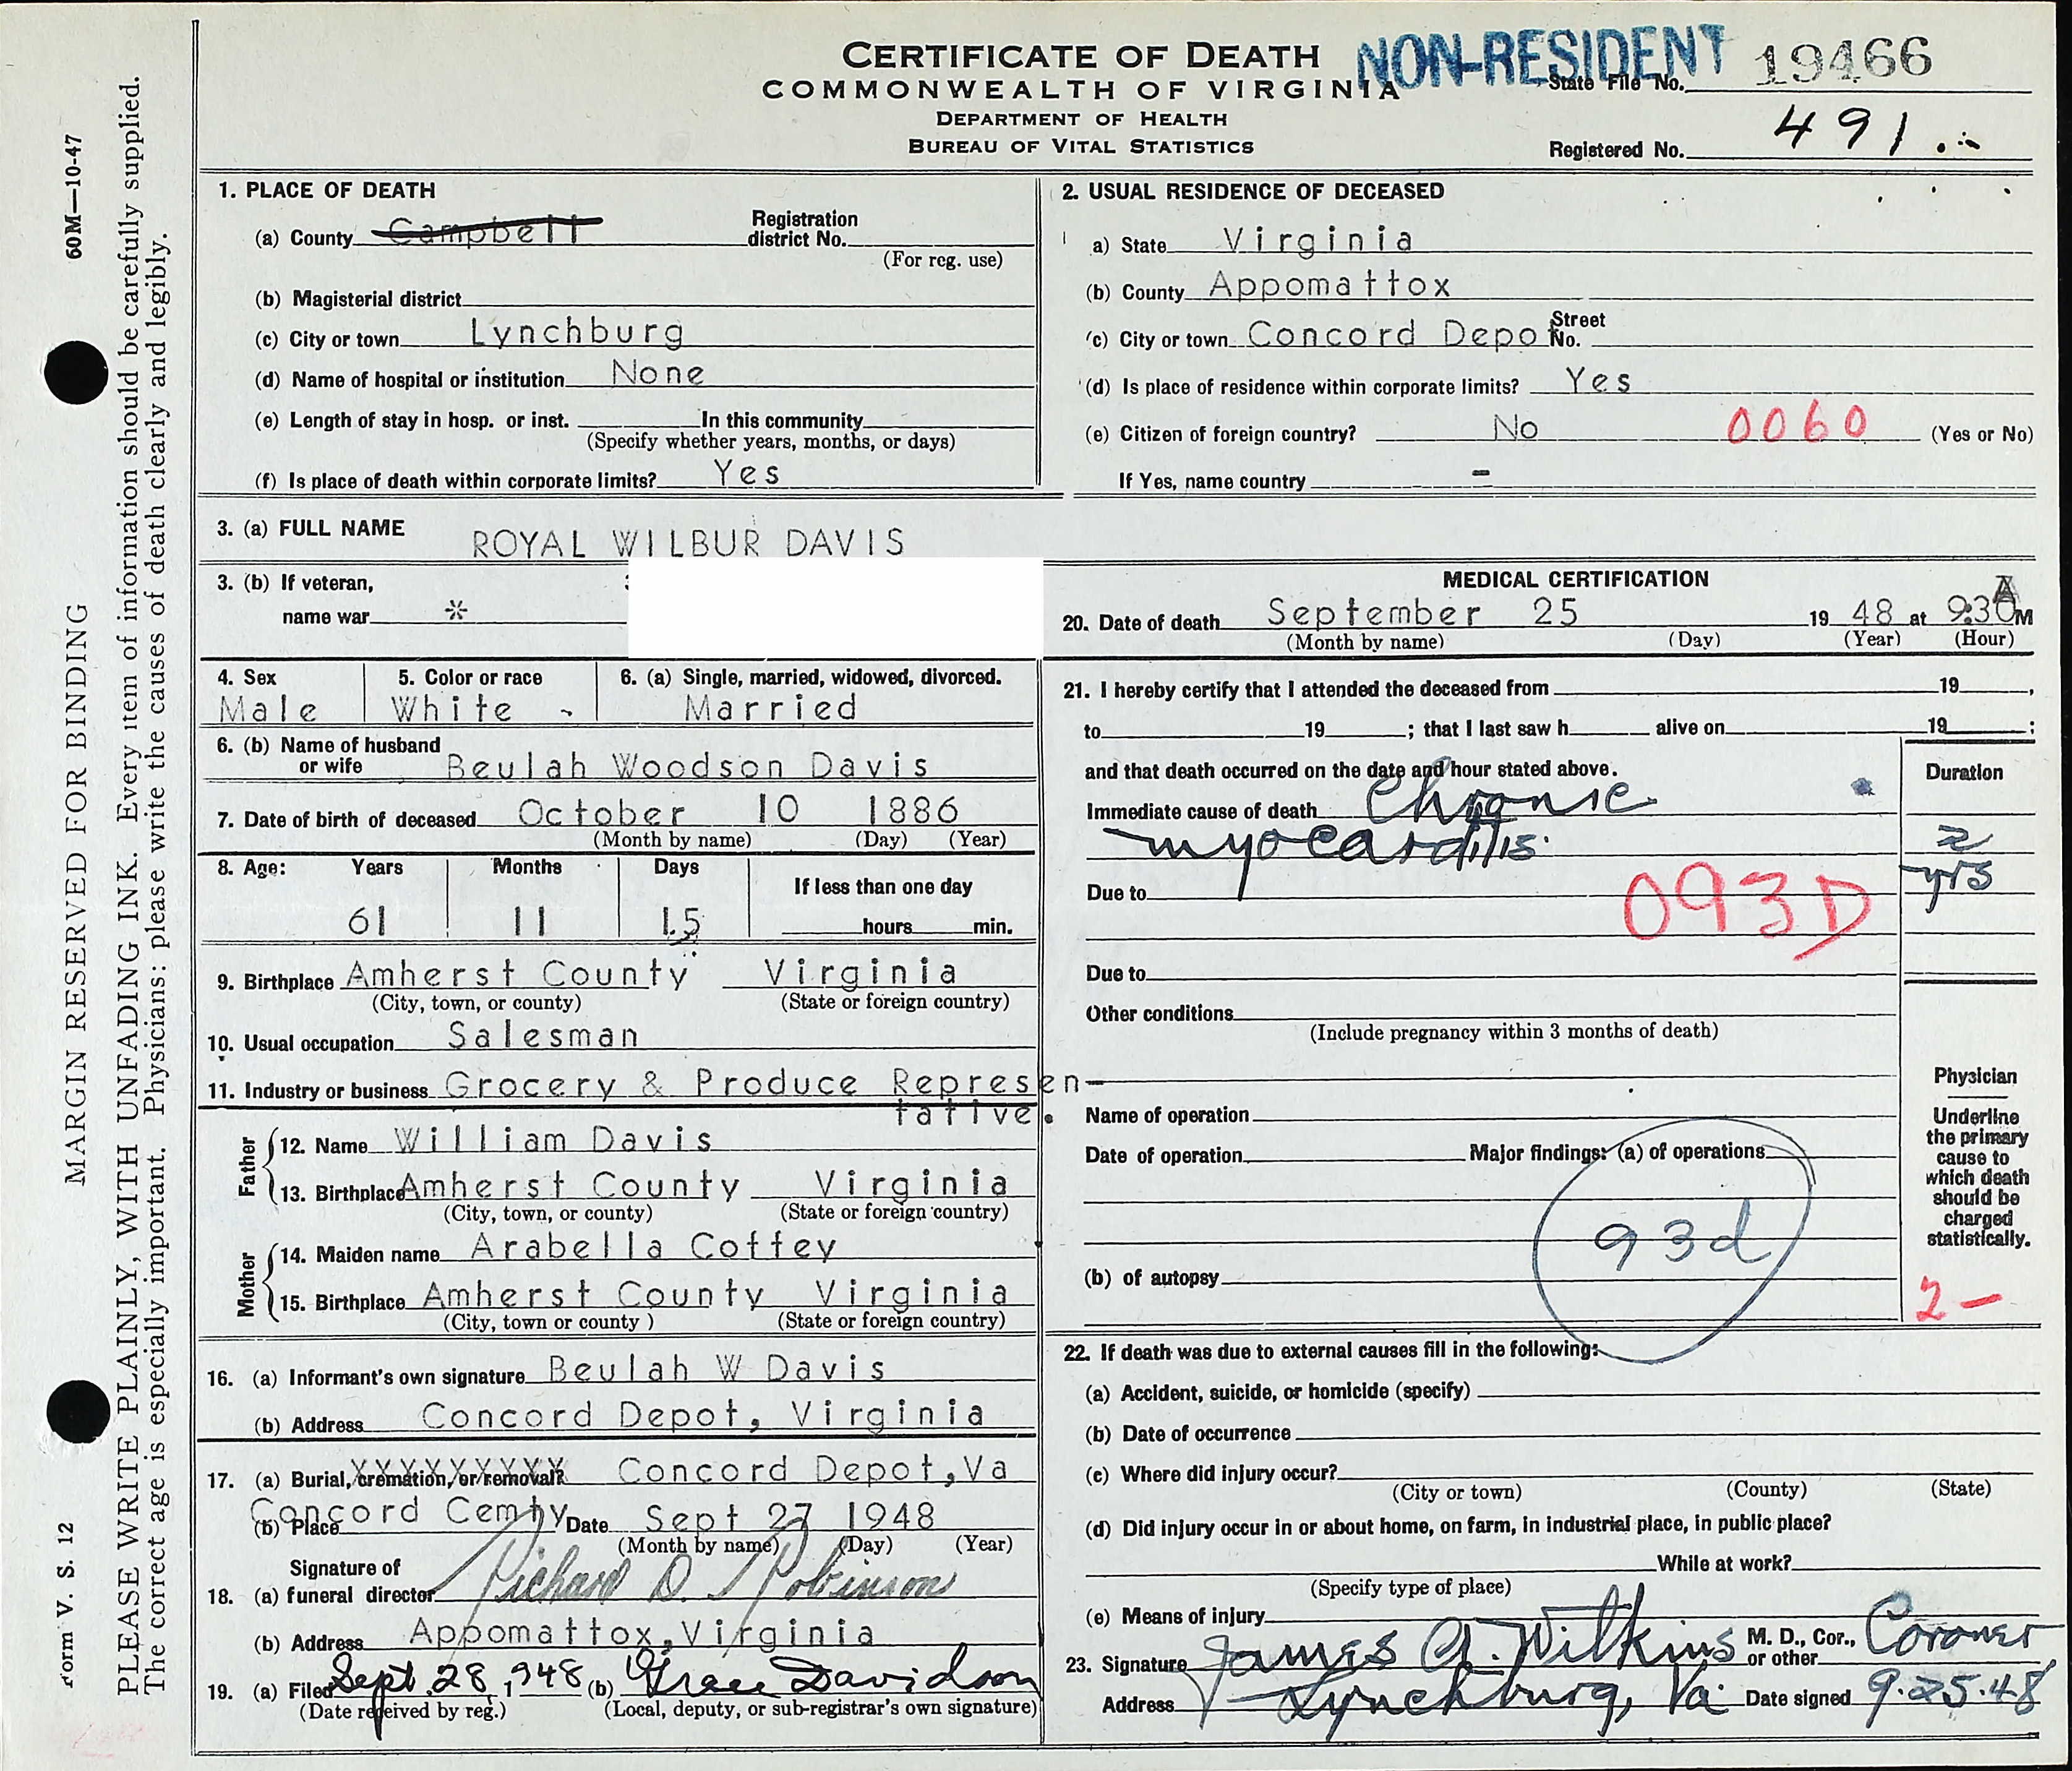 CERTIFICATE OF DEATH
NON-RESIDENT
COMMONWEALTH OF VIRGINIA
State File No. 19466
DEPARTMENT OF HEALTH
BUREAU OF VITAL STATISTICS
Registered No. 491
60M—10-47
MARGIN RESERVED FOR BINDING
Form V. S. 12
PLEASE WRITE PLAINLY, WITH UNFADING INK. Every item of information should be carefully supplied.
The correct age is especially important. Physicians: please write the causes of death clearly and legibly.
1. PLACE OF DEATH
(a) County Campbell Registration district No.
(For reg. use)
(b) Magisterial district
(c) City or town Lynchburg
(d) Name of hospital or institution None
(e) Length of stay in hosp. or inst. In this community
(Specify whether years, months, or days)
(f) Is place of death within corporate limits? Yes
2. USUAL RESIDENCE OF DECEASED
a) State Virginia
(b) County Appomattox
(c) City or town Concord Depot Street No.
(d) Is place of residence within corporate limits? Yes
(e) Citizen of foreign country? No 0060 (Yes or No)
If Yes, name country -
3. (a) FULL NAME ROYAL WILBUR DAVIS
3. (b) If veteran,
name war *
4. Sex Male
5. Color or race White
6. (a) Single, married, widowed, divorced. Married
6. (b) Name of husband or wife Beulah Woodson Davis
7. Date of birth of deceased October 10 1886
(Month by name) (Day) (Year)
8. Age: Years Months Days If less than one day
61 11 15 hours min.
9. Birthplace Amherst County Virginia
(City, town, or county) (State or foreign country)
10. Usual occupation Salesman
11. Industry or business Grocery & Produce Represen-
tative.
Father
12. Name William Davis
13. Birthplace Amherst County Virginia
(City, town, or county) (State or foreign country)
Mother
14. Maiden name Arabella Coffey
15. Birthplace Amherst County Virginia
(City, town or county ) (State or foreign country)
16. (a) Informant's own signature Beulah W Davis
(b) Address Concord Depot, Virginia
17. (a) Burial, cremation, or removal? XXXXXXXXX Concord Depot,Va
(b) Place Concord Cemty Date Sept 27 1948
(Month by name) (Day) (Year)
Signature of
18. (a) funeral director Richard D. Robinson
(b) Address Appomattox,Virginia
19. (a) Filed Sept. 28, 1948 (b) Grace Davidson
(Date received by reg.) (Local, deputy, or sub-registrar's own signature)
MEDICAL CERTIFICATION
20. Date of death September 25 1948 at 9:30 A M
(Month by name) (Day) (Year) (Hour)
21. I hereby certify that I attended the deceased from 19 ,
to 19 ; that I last saw h alive on 19 ;
and that death occurred on the date and hour stated above.
Duration
Immediate cause of death Chronic
myocarditis. 2 yrs
Due to 093D
Due to
Other conditions
(Include pregnancy within 3 months of death)
Name of operation
Date of operation Major findings: (a) of operations
93d
(b) of autopsy
Physician
Underline
the primary
cause to
which death
should be
charged
statistically.
2 -
22. If death was due to external causes fill in the following:
(a) Accident, suicide, or homicide (specify)
(b) Date of occurrence
(c) Where did injury occur?
(City or town) (County) (State)
(d) Did injury occur in or about home, on farm, in industrial place, in public place?
While at work?
(Specify type of place)
(e) Means of injury
23. Signature James A. Wilkins M. D., Cor., or other Coroner
Address Lynchburg, Va. Date signed 9.25.48